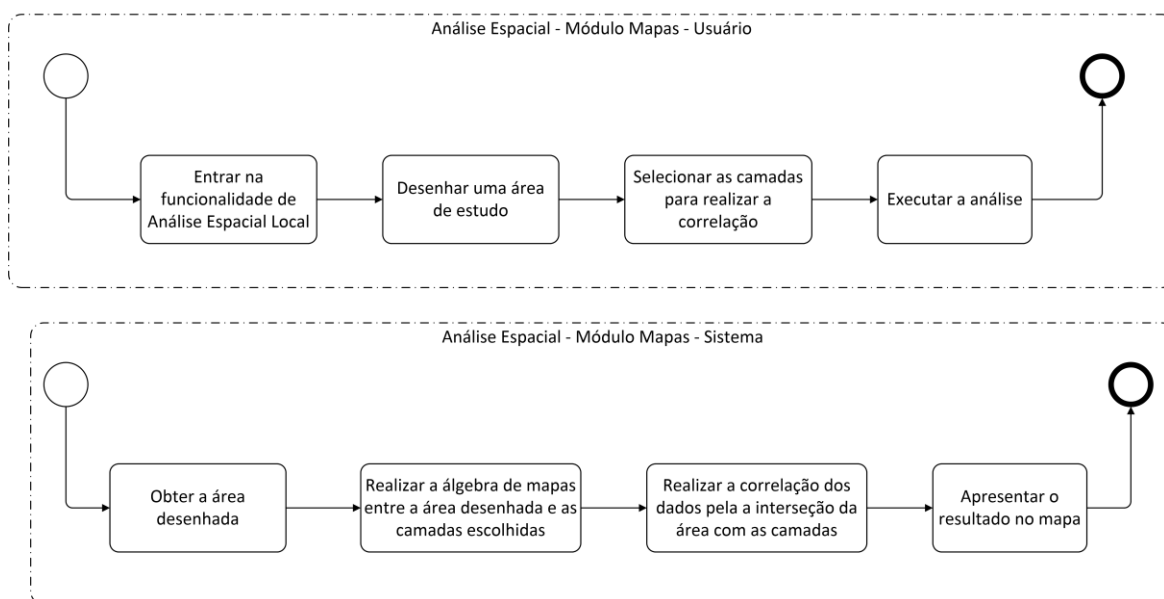 Análise Espacial - Módulo Mapas - Usuário
Entrar na
funcionalidade de
Análise Espacial Local
Desenhar uma área
de estudo
Selecionar as camadas
para realizar a
correlação
Executar a análise
Análise Espacial - Módulo Mapas - Sistema
Obter a área
desenhada
Realizar a álgebra de mapas
entre a área desenhada e as
camadas escolhidas
Realizar a correlação dos
dados pela a interseção da
área com as camadas
Apresentar o
resultado no mapa